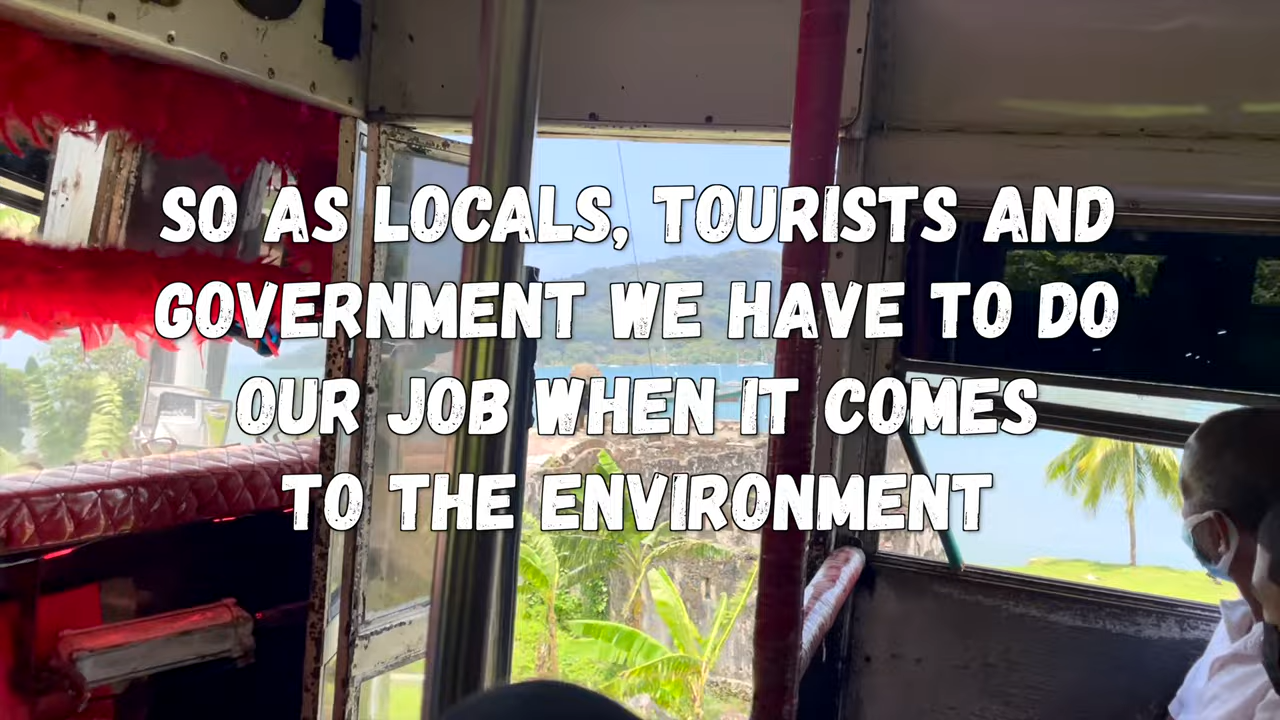 SO AS LOCALS, TOURISTS AND
GOVERNMENT WE HAVE TO DO
OUR JOB WHEN IT COMES
TO THE ENVIRONMENT